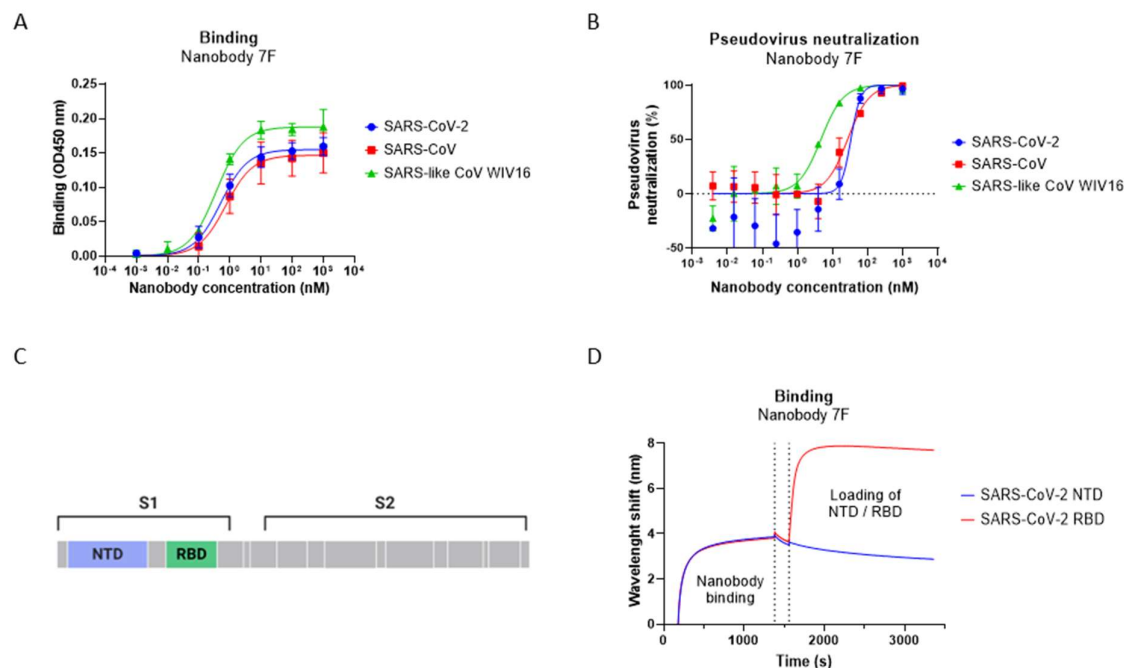 A
Binding
Nanobody 7F
Binding (OD450 nm)
0.25
0.20
0.15
0.10
0.05
0.00
10⁻⁴ 10⁻³ 10⁻² 10⁻¹ 10⁰ 10¹ 10² 10³ 10⁴
Nanobody concentration (nM)
SARS-CoV-2
SARS-CoV
SARS-like CoV WIV16
B
Pseudovirus neutralization
Nanobody 7F
Pseudovirus
neutralization (%)
100
50
0
-50
10⁻³ 10⁻² 10⁻¹ 10⁰ 10¹ 10² 10³ 10⁴
Nanobody concentration (nM)
SARS-CoV-2
SARS-CoV
SARS-like CoV WIV16
C
S1
S2
NTD
RBD
D
Binding
Nanobody 7F
Wavelenght shift (nm)
8
6
4
2
0
Nanobody
binding
Loading of
NTD / RBD
0 1000 2000 3000
Time (s)
SARS-CoV-2 NTD
SARS-CoV-2 RBD